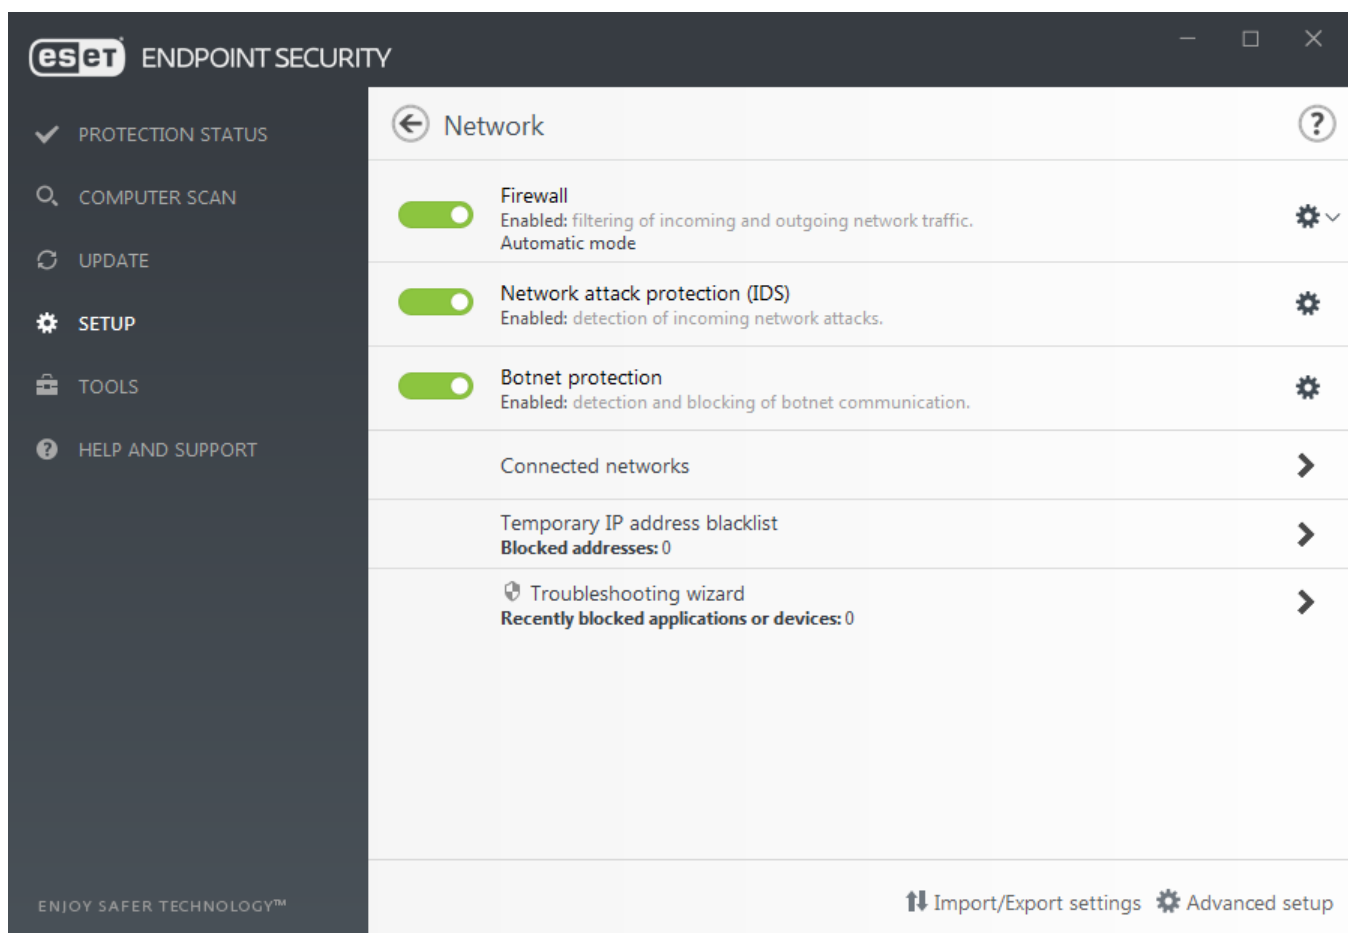 eset ENDPOINT SECURITY
PROTECTION STATUS
COMPUTER SCAN
UPDATE
SETUP
TOOLS
HELP AND SUPPORT
ENJOY SAFER TECHNOLOGY™
Network
?
Firewall
Enabled: filtering of incoming and outgoing network traffic.
Automatic mode
Network attack protection (IDS)
Enabled: detection of incoming network attacks.
Botnet protection
Enabled: detection and blocking of botnet communication.
Connected networks
Temporary IP address blacklist
Blocked addresses: 0
Troubleshooting wizard
Recently blocked applications or devices: 0
Import/Export settings Advanced setup